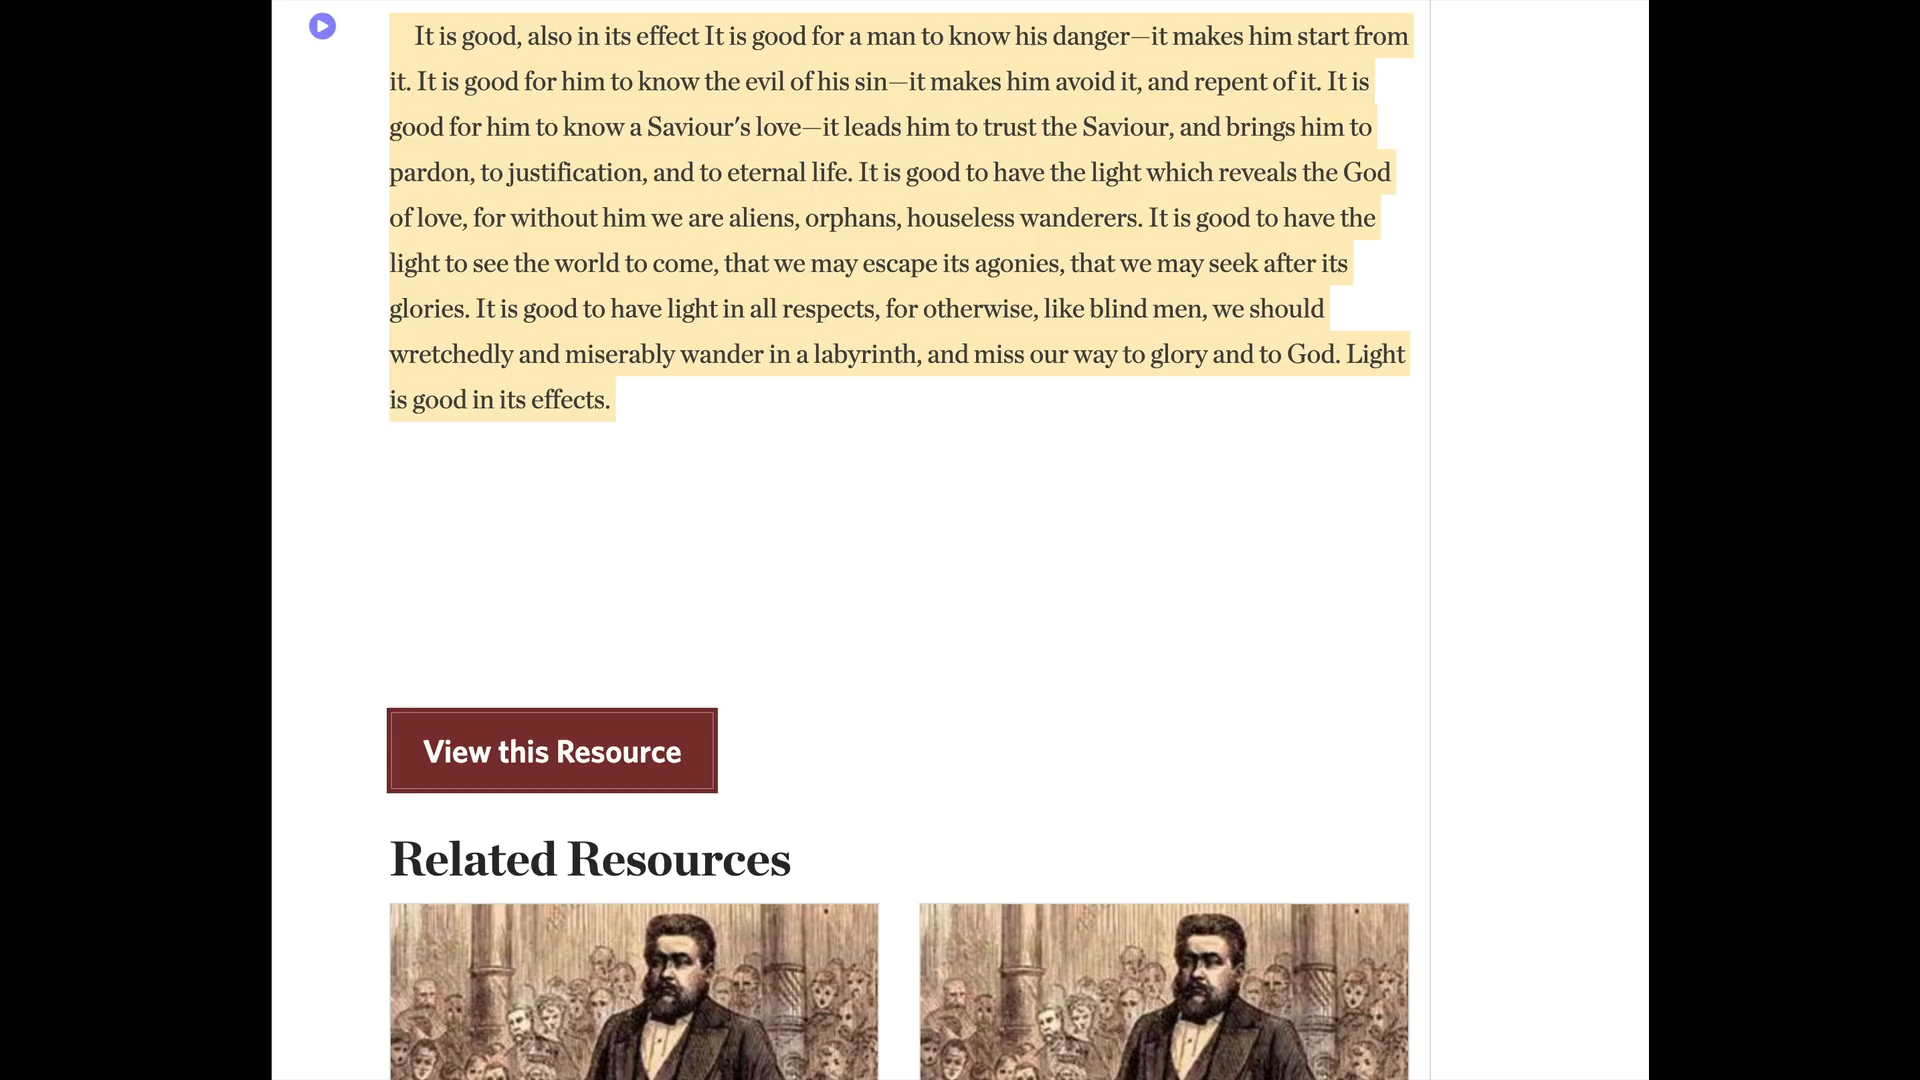 It is good, also in its effect It is good for a man to know his danger—it makes him start from
it. It is good for him to know the evil of his sin—it makes him avoid it, and repent of it. It is
good for him to know a Saviour's love—it leads him to trust the Saviour, and brings him to
pardon, to justification, and to eternal life. It is good to have the light which reveals the God
of love, for without him we are aliens, orphans, houseless wanderers. It is good to have the
light to see the world to come, that we may escape its agonies, that we may seek after its
glories. It is good to have light in all respects, for otherwise, like blind men, we should
wretchedly and miserably wander in a labyrinth, and miss our way to glory and to God. Light
is good in its effects.
View this Resource
Related Resources